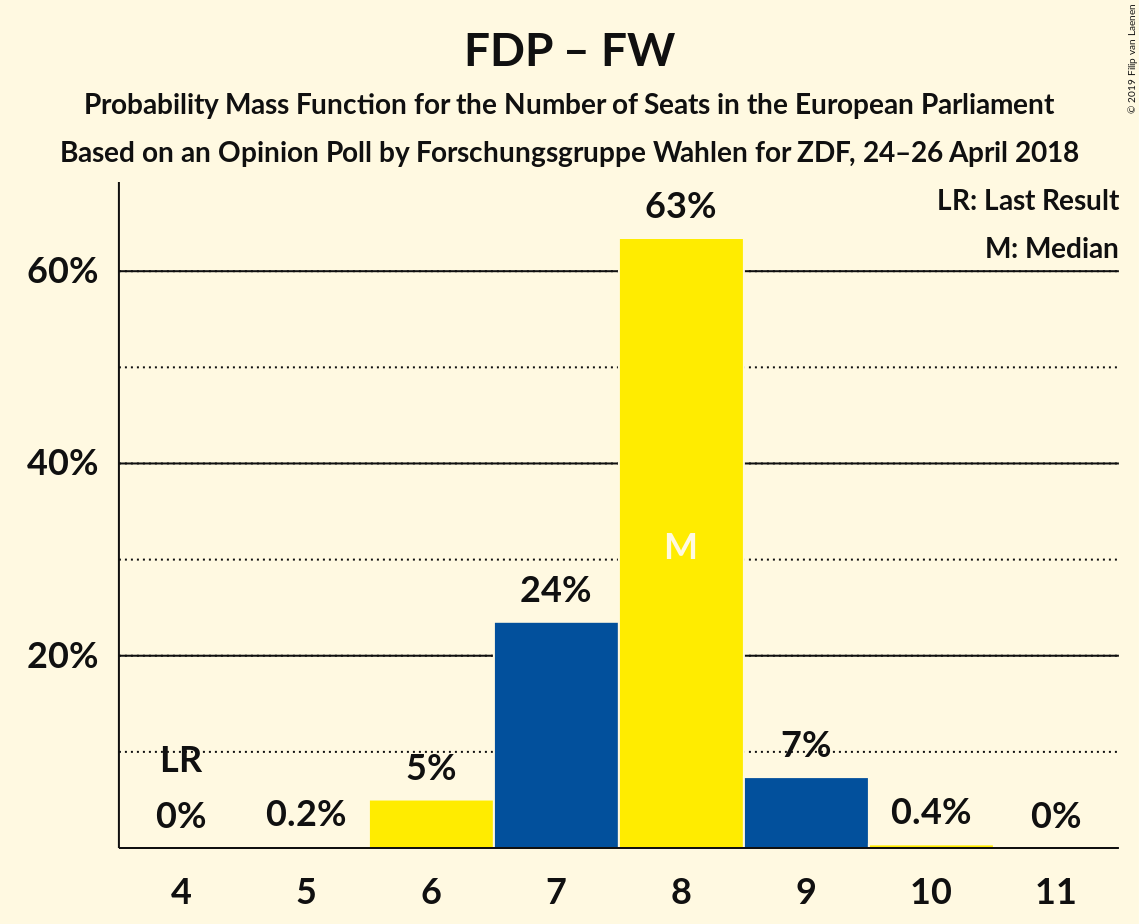 FDP – FW
Probability Mass Function for the Number of Seats in the European Parliament
Based on an Opinion Poll by Forschungsgruppe Wahlen for ZDF, 24–26 April 2018
© 2019 Filip van Laenen
LR: Last Result
M: Median
60%
40%
20%
LR
0%
0.2%
5%
24%
63%
M
7%
0.4%
0%
4 5 6 7 8 9 10 11